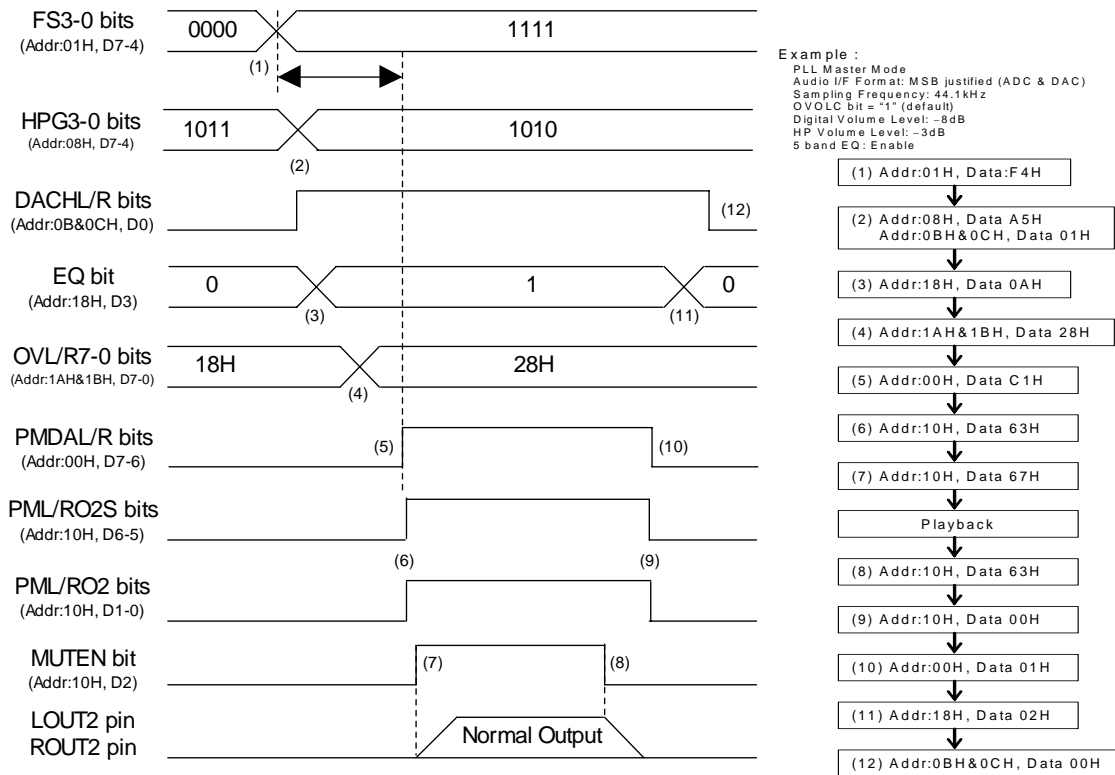 FS3-0 bits
(Addr:01H, D7-4)
0000
1111
(1)
HPG3-0 bits
(Addr:08H, D7-4)
1011
1010
(2)
DACHL/R bits
(Addr:0B&0CH, D0)
(12)
EQ bit
(Addr:18H, D3)
0
1
0
(3)
(11)
OVL/R7-0 bits
(Addr:1AH&1BH, D7-0)
18H
28H
(4)
PMDAL/R bits
(Addr:00H, D7-6)
(5)
(10)
PML/RO2S bits
(Addr:10H, D6-5)
(6)
(9)
PML/RO2 bits
(Addr:10H, D1-0)
MUTEN bit
(Addr:10H, D2)
(7)
(8)
LOUT2 pin
ROUT2 pin
Normal Output
Example :
PLL Master Mode
Audio I/F Format: MSB justified (ADC & DAC)
Sampling Frequency: 44.1kHz
OVOLC bit = “1” (default)
Digital Volume Level: −8dB
HP Volume Level: −3dB
5 band EQ: Enable
(1) Addr:01H, Data:F4H
(2) Addr:08H, Data A5H
Addr:0BH&0CH, Data 01H
(3) Addr:18H, Data 0AH
(4) Addr:1AH&1BH, Data 28H
(5) Addr:00H, Data C1H
(6) Addr:10H, Data 63H
(7) Addr:10H, Data 67H
Playback
(8) Addr:10H, Data 63H
(9) Addr:10H, Data 00H
(10) Addr:00H, Data 01H
(11) Addr:18H, Data 02H
(12) Addr:0BH&0CH, Data 00H